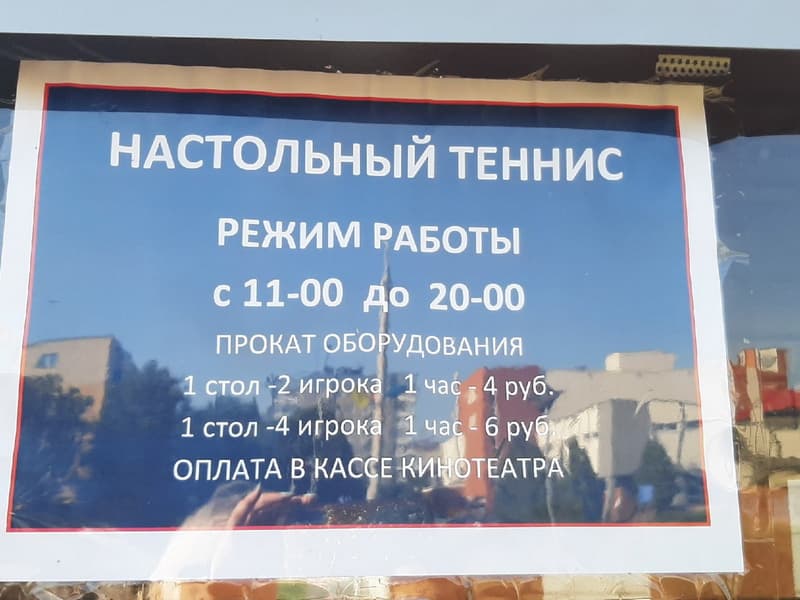 НАСТОЛЬНЫЙ ТЕННИС
РЕЖИМ РАБОТЫ
с 11-00 до 20-00
ПРОКАТ ОБОРУДОВАНИЯ
1 стол -2 игрока 1 час - 4 руб.
1 стол -4 игрока 1 час - 6 руб.
ОПЛАТА В КАССЕ КИНОТЕАТРА